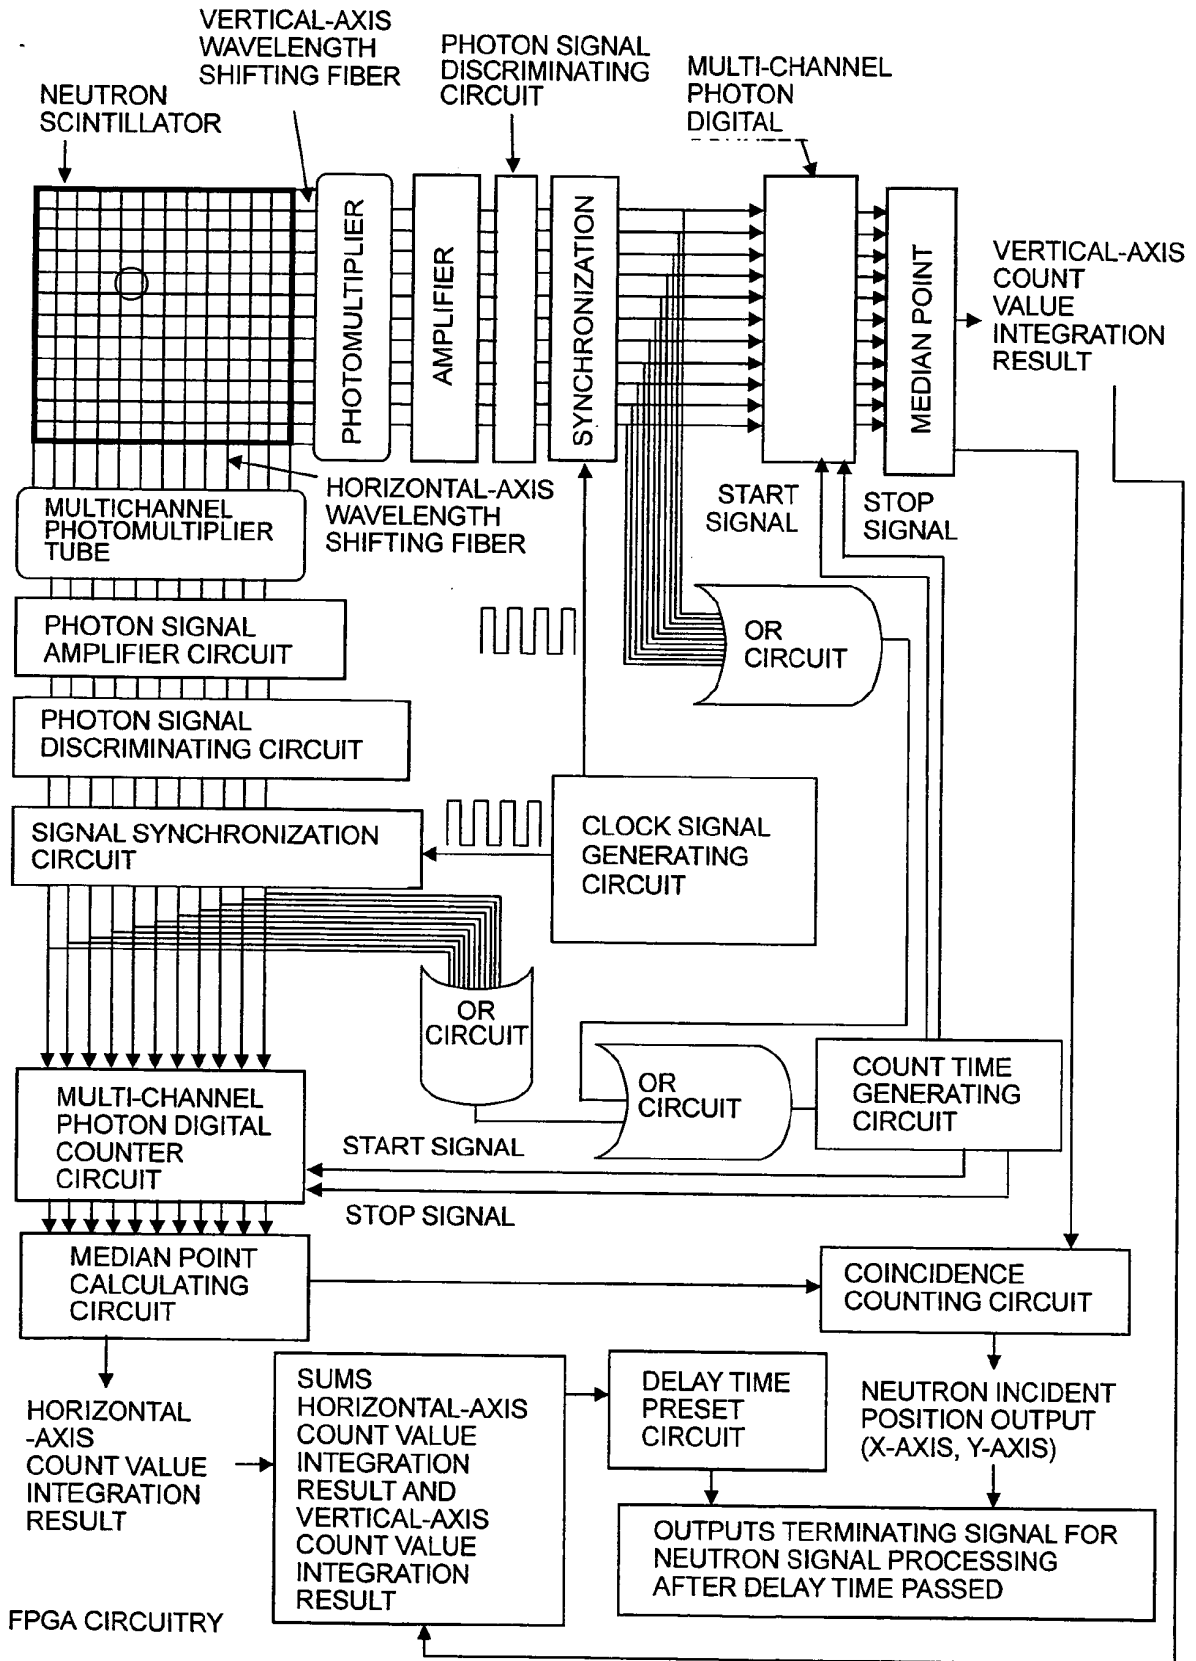 VERTICAL-AXIS
WAVELENGTH
SHIFTING FIBER
PHOTON SIGNAL
DISCRIMINATING
CIRCUIT
MULTI-CHANNEL
PHOTON
DIGITAL
NEUTRON
SCINTILLATOR
PHOTOMULTIPLIER
AMPLIFIER
SYNCHRONIZATION
MEDIAN POINT
VERTICAL-AXIS
COUNT
VALUE
INTEGRATION
RESULT
HORIZONTAL-AXIS
WAVELENGTH
SHIFTING FIBER
START
SIGNAL
STOP
SIGNAL
MULTICHANNEL
PHOTOMULTIPLIER
TUBE
PHOTON SIGNAL
AMPLIFIER CIRCUIT
OR
CIRCUIT
PHOTON SIGNAL
DISCRIMINATING CIRCUIT
SIGNAL SYNCHRONIZATION
CIRCUIT
CLOCK SIGNAL
GENERATING
CIRCUIT
OR
CIRCUIT
OR
CIRCUIT
COUNT TIME
GENERATING
CIRCUIT
MULTI-CHANNEL
PHOTON DIGITAL
COUNTER
CIRCUIT
START SIGNAL
STOP SIGNAL
MEDIAN POINT
CALCULATING
CIRCUIT
COINCIDENCE
COUNTING CIRCUIT
HORIZONTAL
-AXIS
COUNT VALUE
INTEGRATION
RESULT
SUMS
HORIZONTAL-AXIS
COUNT VALUE
INTEGRATION
RESULT AND
VERTICAL-AXIS
COUNT VALUE
INTEGRATION
RESULT
DELAY TIME
PRESET
CIRCUIT
NEUTRON INCIDENT
POSITION OUTPUT
(X-AXIS, Y-AXIS)
OUTPUTS TERMINATING SIGNAL FOR
NEUTRON SIGNAL PROCESSING
AFTER DELAY TIME PASSED
FPGA CIRCUITRY